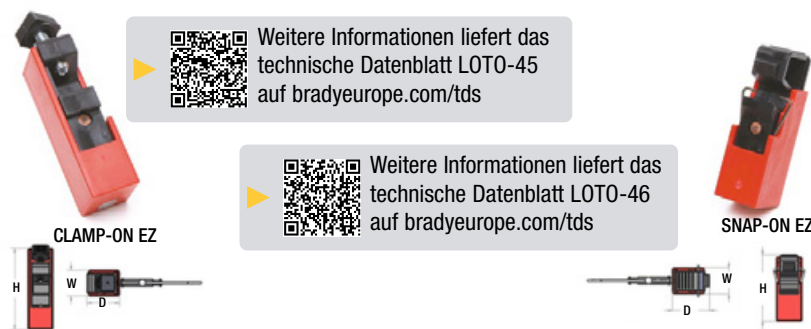 Weitere Informationen liefert das
technische Datenblatt LOTO-45
auf bradyeurope.com/tds
Weitere Informationen liefert das
technische Datenblatt LOTO-46
auf bradyeurope.com/tds
CLAMP-ON EZ
SNAP-ON EZ
H
W
D
W
H
D